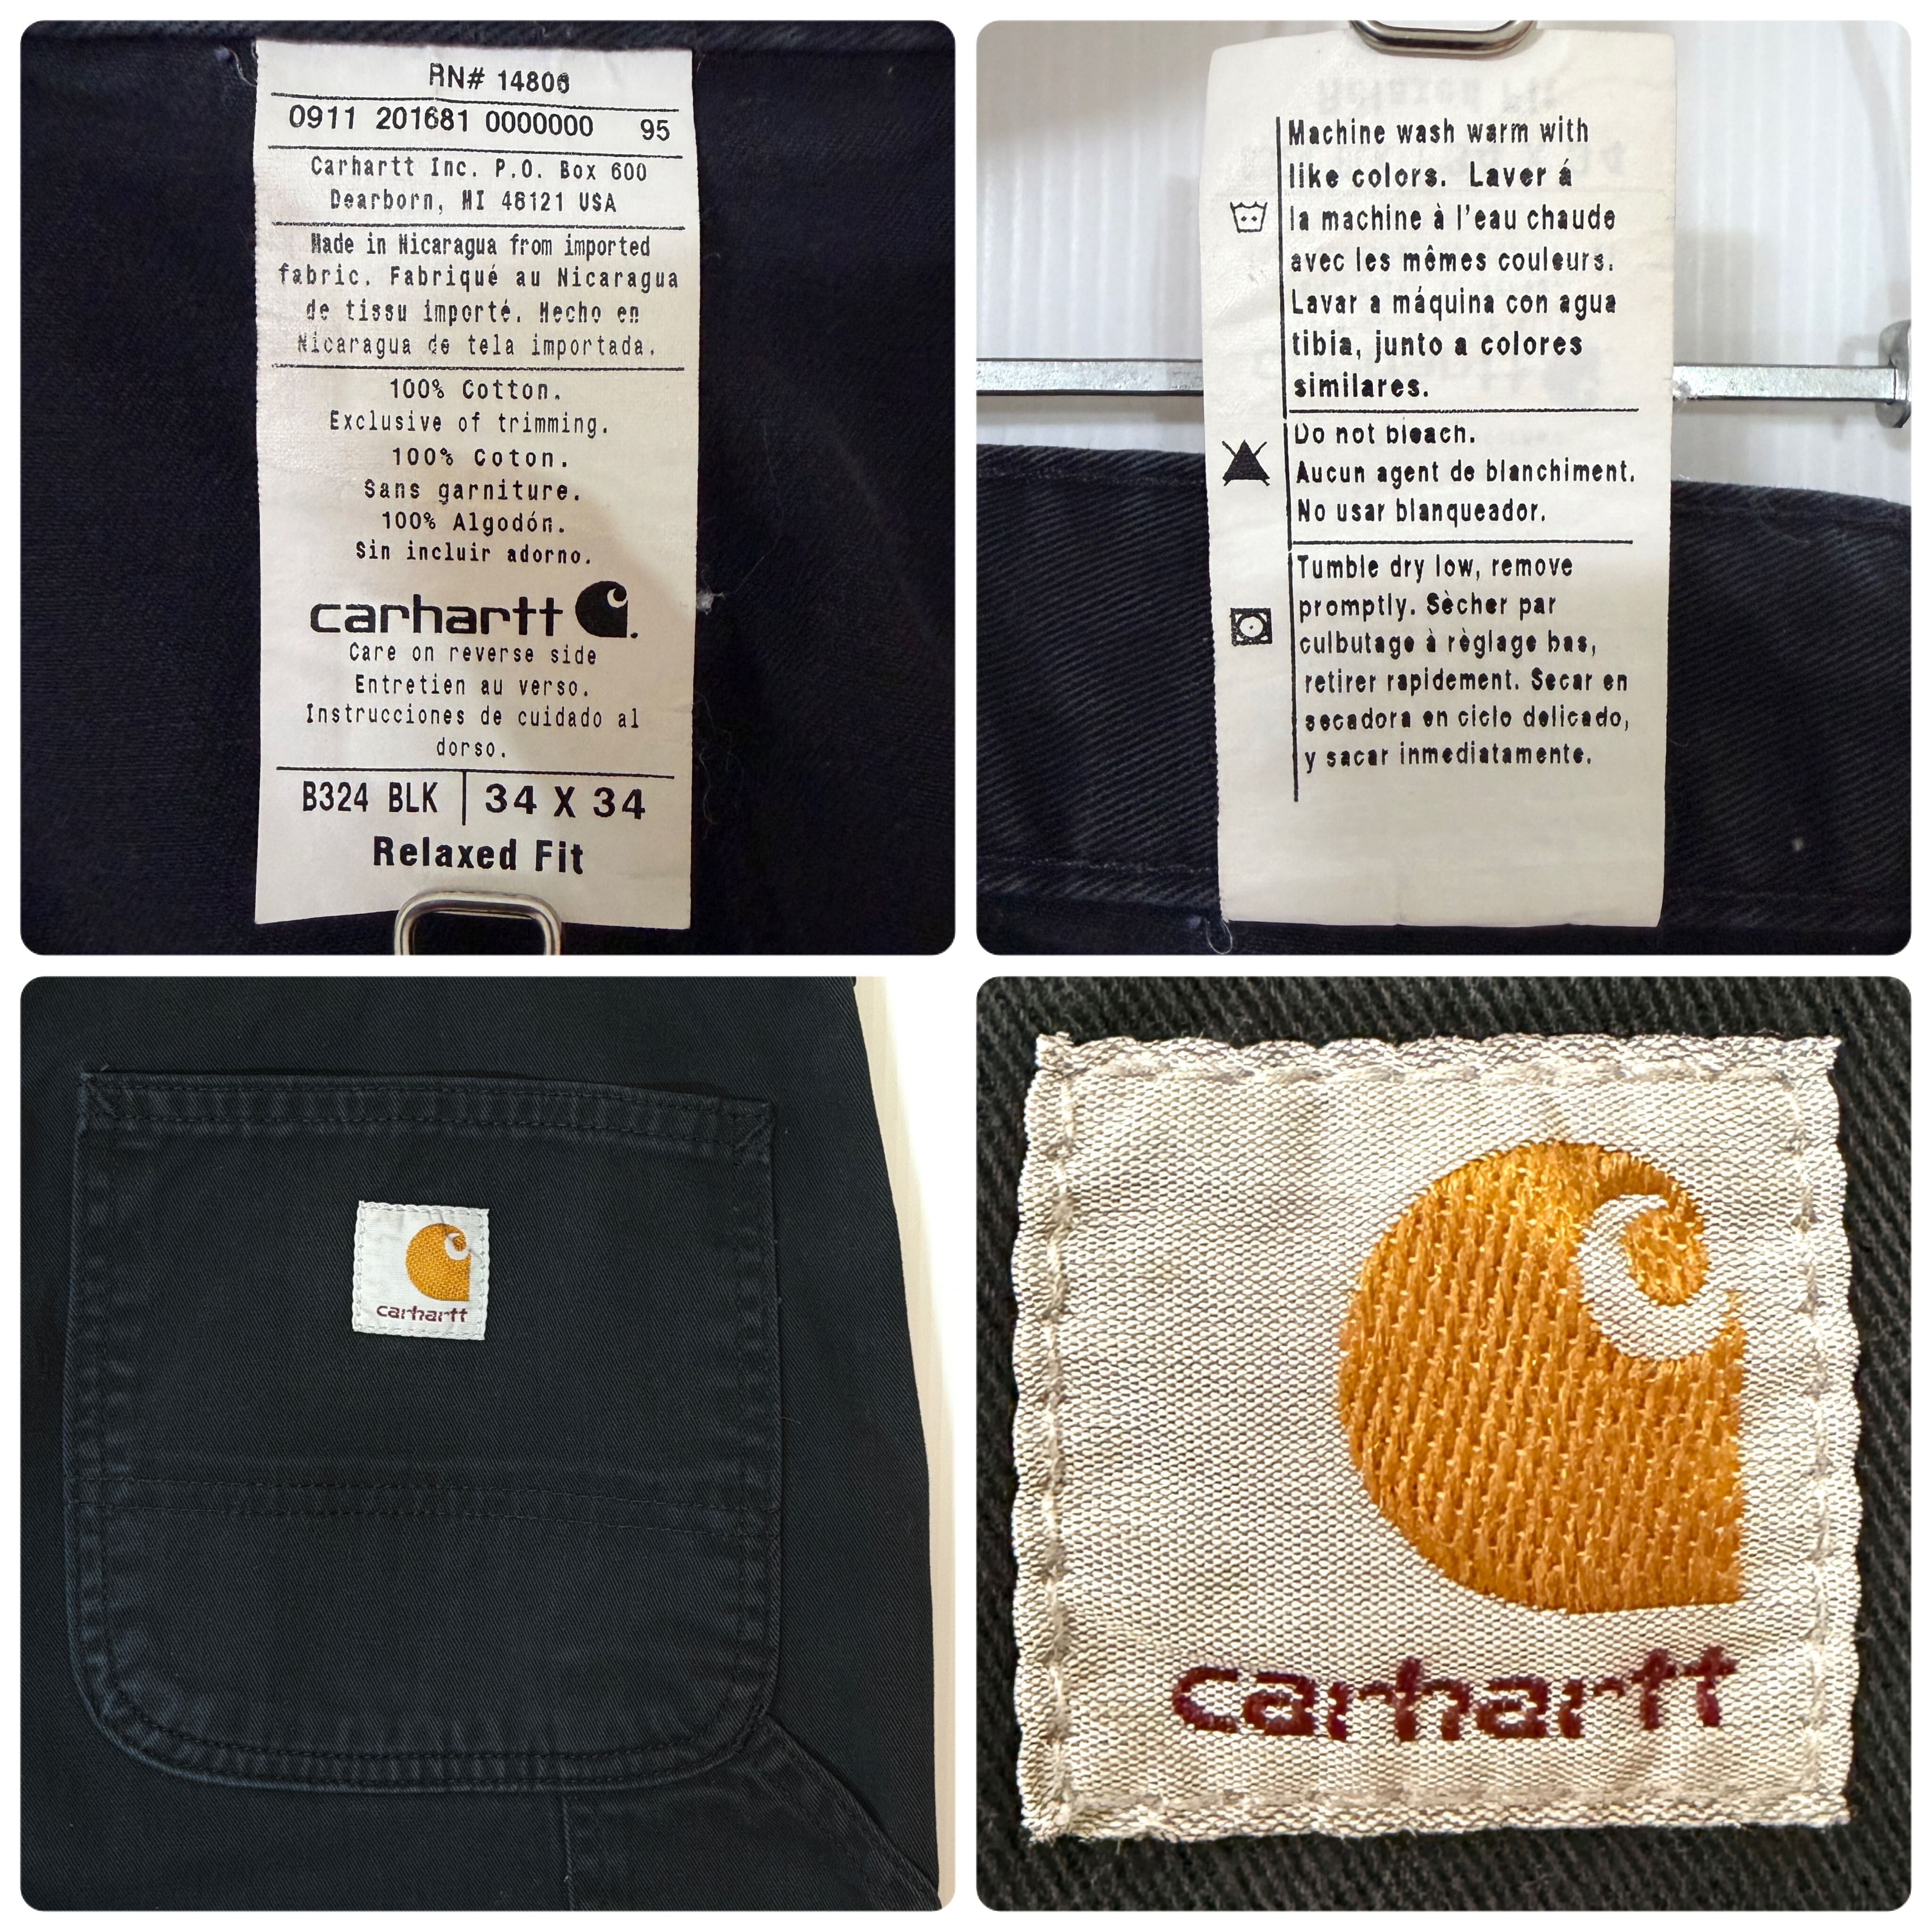 RN# 14806
0911 201681 0000000 95
Carhartt Inc. P.O. Box 600
Dearborn, MI 48121 USA
Made in Nicaragua from imported
fabric. Fabriqué au Nicaragua
de tissu importé. Hecho en
Nicaragua de tela importada.
100% Cotton.
Exclusive of trimming.
100% Coton.
Sans garniture.
100% Algodón.
Sin incluir adorno.
carhartt
Care on reverse side
Entretien au verso.
Instrucciones de cuidado al
dorso.
B324 BLK 34 X 34
Relaxed Fit
Machine wash warm with
like colors. Laver á
la machine à l'eau chaude
avec les mêmes couleurs.
Lavar a máquina con agua
tibia, junto a colores
similares.
Do not bleach.
Aucun agent de blanchiment.
No usar blanqueador.
Tumble dry low, remove
promptly. Sècher par
culbutage à règlage bas,
retirer rapidement. Secar en
secadora en ciclo delicado,
y sacar inmediatamente.
carhartt
carhartt